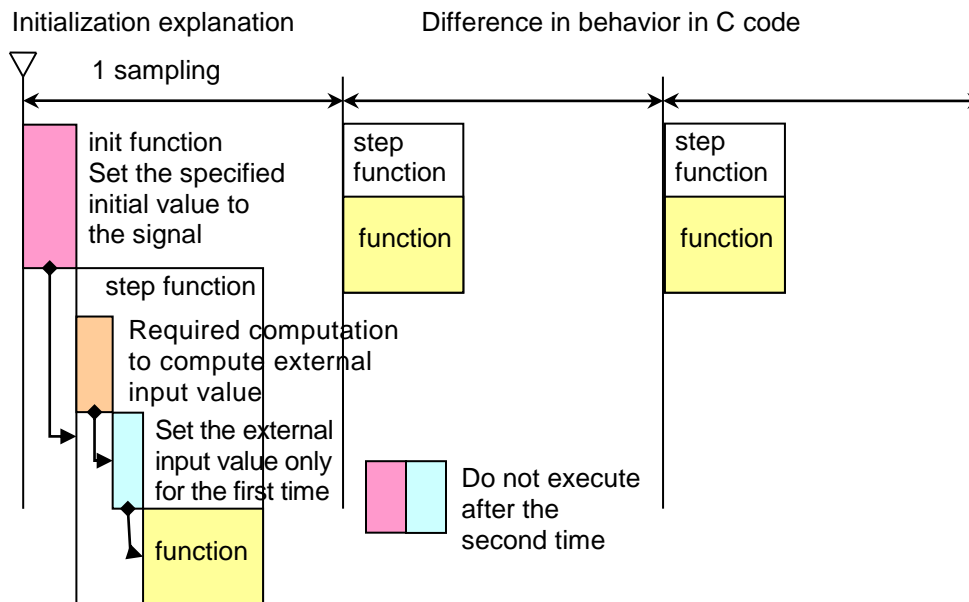 Initialization explanation
Difference in behavior in C code
1 sampling
init function
Set the specified
initial value to
the signal
step function
Required computation
to compute external
input value
Set the external
input value only
for the first time
function
step
function
function
step
function
function
Do not execute
after the
second time